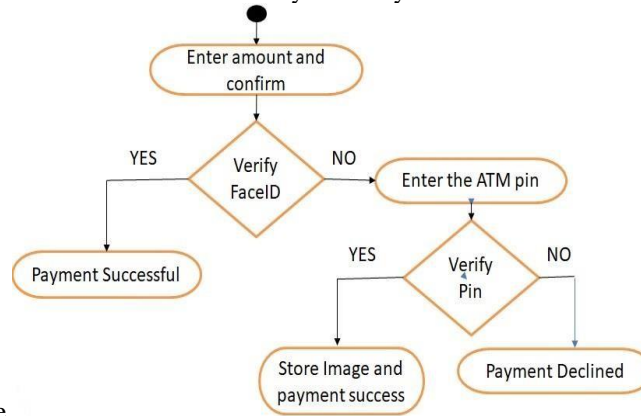 Enter amount and
confirm
YES
Verify
FaceID
NO
Enter the ATM pin
Payment Successful
YES
Verify
Pin
NO
Store Image and
payment success
Payment Declined